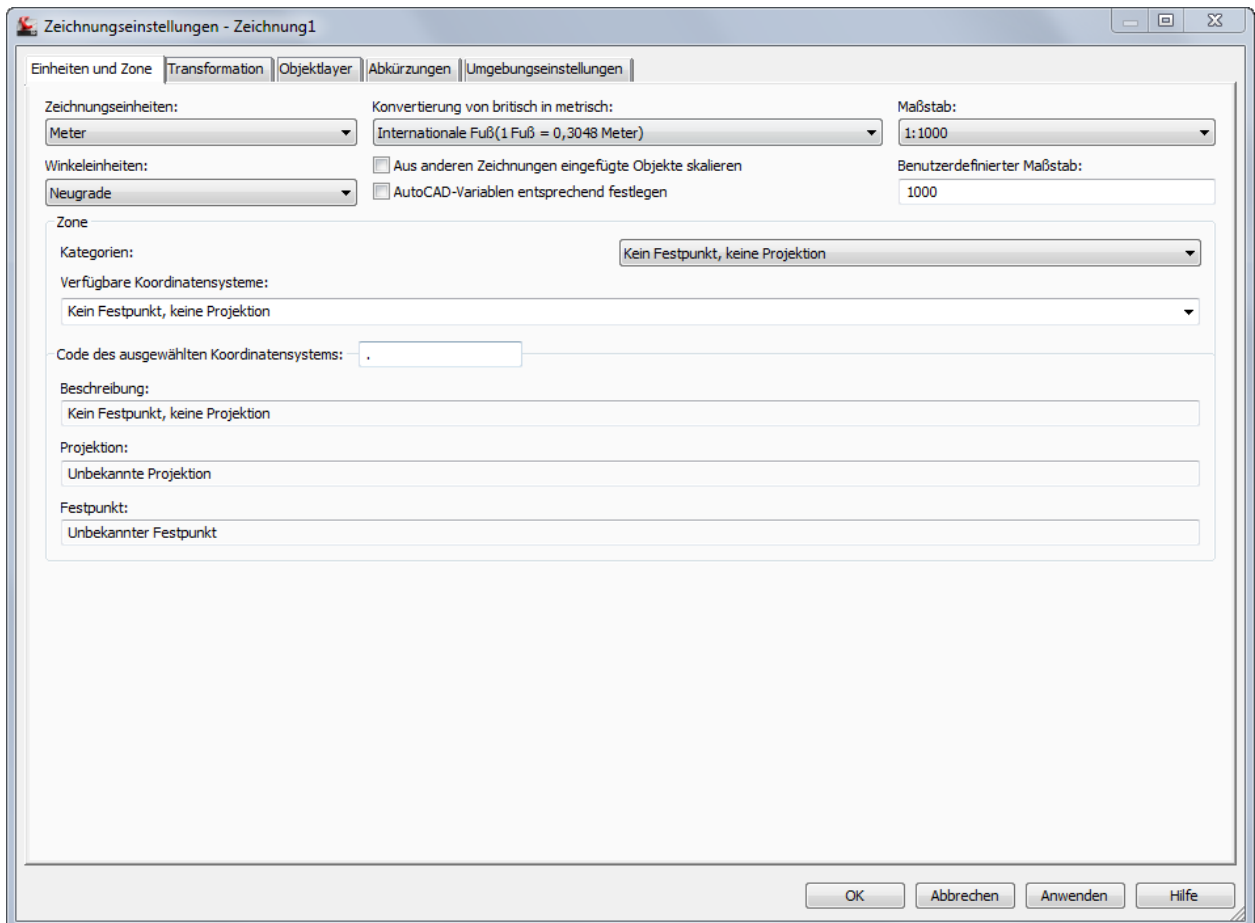 Zeichnungseinstellungen - Zeichnung1
Einheiten und Zone Transformation Objektlayer Abkürzungen Umgebungseinstellungen
Zeichnungseinheiten: Konvertierung von britisch in metrisch: Maßstab:
Meter Internationale Fuß(1 Fuß = 0,3048 Meter) 1:1000
Winkeleinheiten: Aus anderen Zeichnungen eingefügte Objekte skalieren Benutzerdefinierter Maßstab:
Neugrade AutoCAD-Variablen entsprechend festlegen 1000
Zone
Kategorien: Kein Festpunkt, keine Projektion
Verfügbare Koordinatensysteme:
Kein Festpunkt, keine Projektion
Code des ausgewählten Koordinatensystems: .
Beschreibung:
Kein Festpunkt, keine Projektion
Projektion:
Unbekannte Projektion
Festpunkt:
Unbekannter Festpunkt
OK Abbrechen Anwenden Hilfe